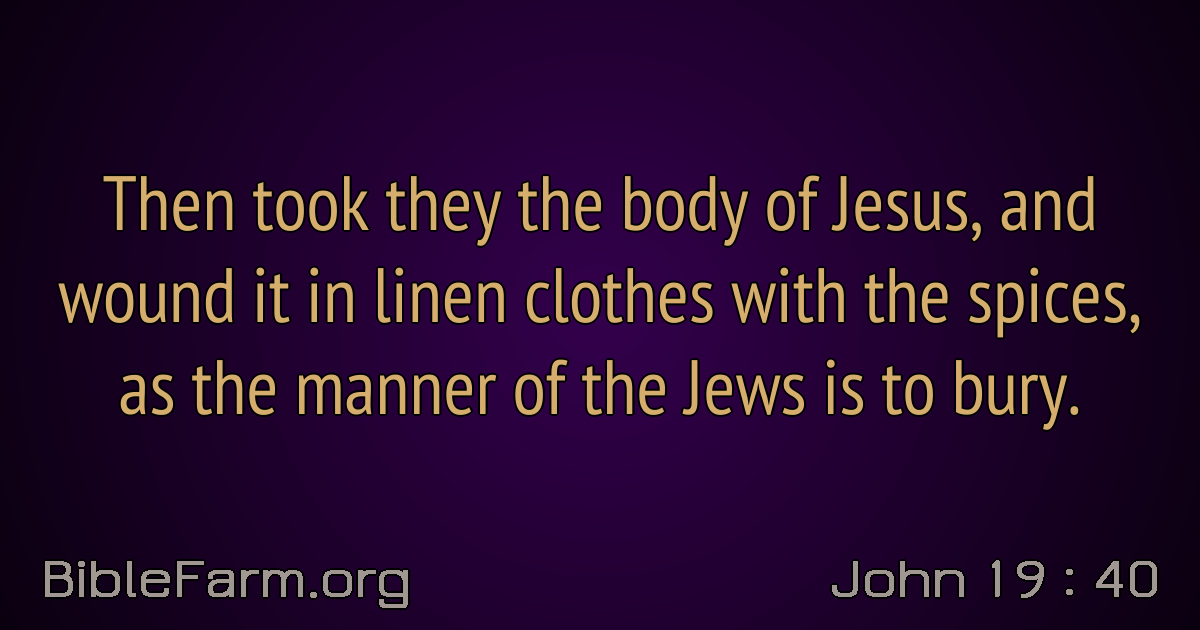 Then took they the body of Jesus, and
wound it in linen clothes with the spices,
as the manner of the Jews is to bury.
BibleFarm.org
John 19 : 40